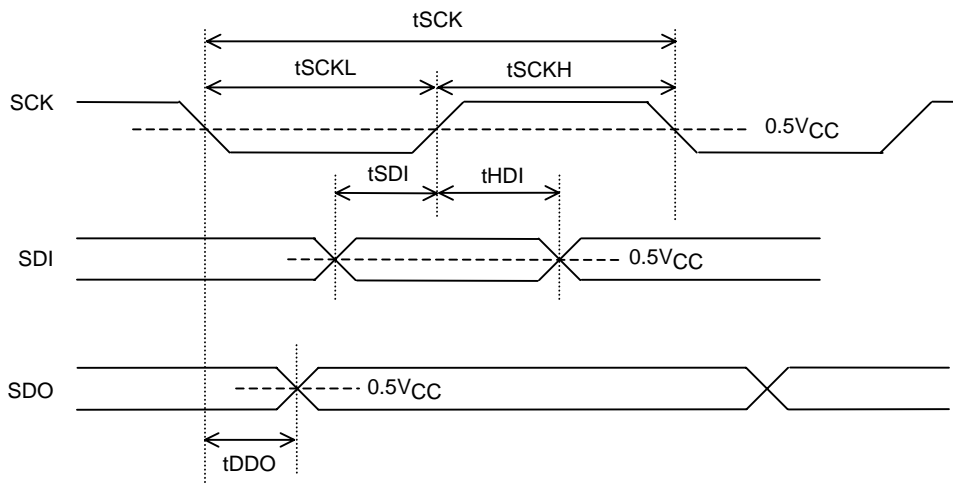 tSCK
tSCKL tSCKH
SCK
0.5VCC
tSDI tHDI
SDI
0.5VCC
SDO
0.5VCC
tDDO